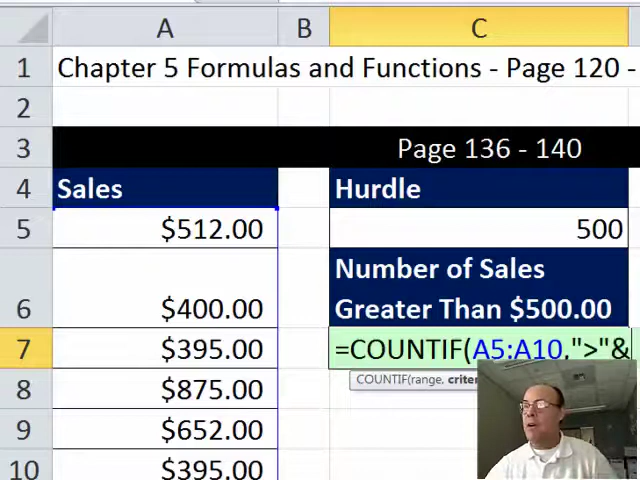 A B C
1 Chapter 5 Formulas and Functions - Page 120 -
2
3 Page 136 - 140
4 Sales Hurdle
5 $512.00 500
Number of Sales
6 $400.00 Greater Than $500.00
7 $395.00 =COUNTIF(A5:A10,">"&
COUNTIF(range, criter
8 $875.00
9 $652.00
10 $395.00